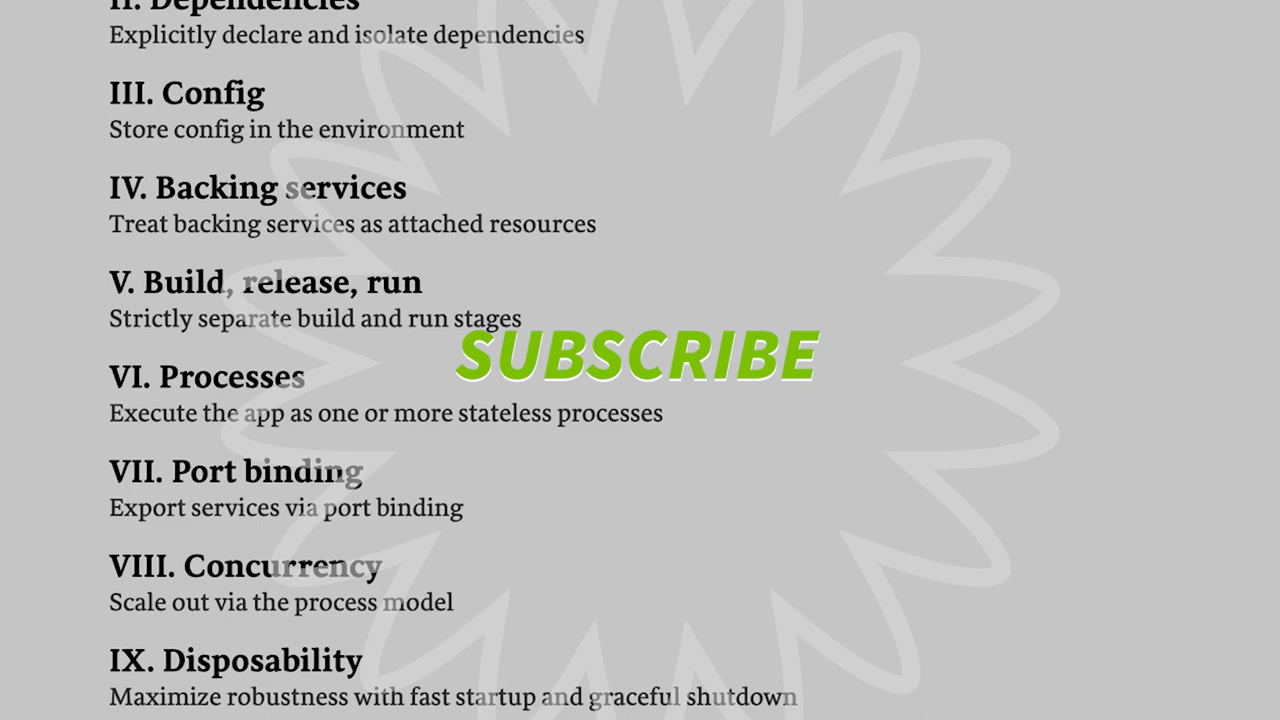 II. Dependencies
Explicitly declare and isolate dependencies
III. Config
Store config in the environment
IV. Backing services
Treat backing services as attached resources
V. Build, release, run
Strictly separate build and run stages
SUBSCRIBE
VI. Processes
Execute the app as one or more stateless processes
VII. Port binding
Export services via port binding
VIII. Concurrency
Scale out via the process model
IX. Disposability
Maximize robustness with fast startup and graceful shutdown